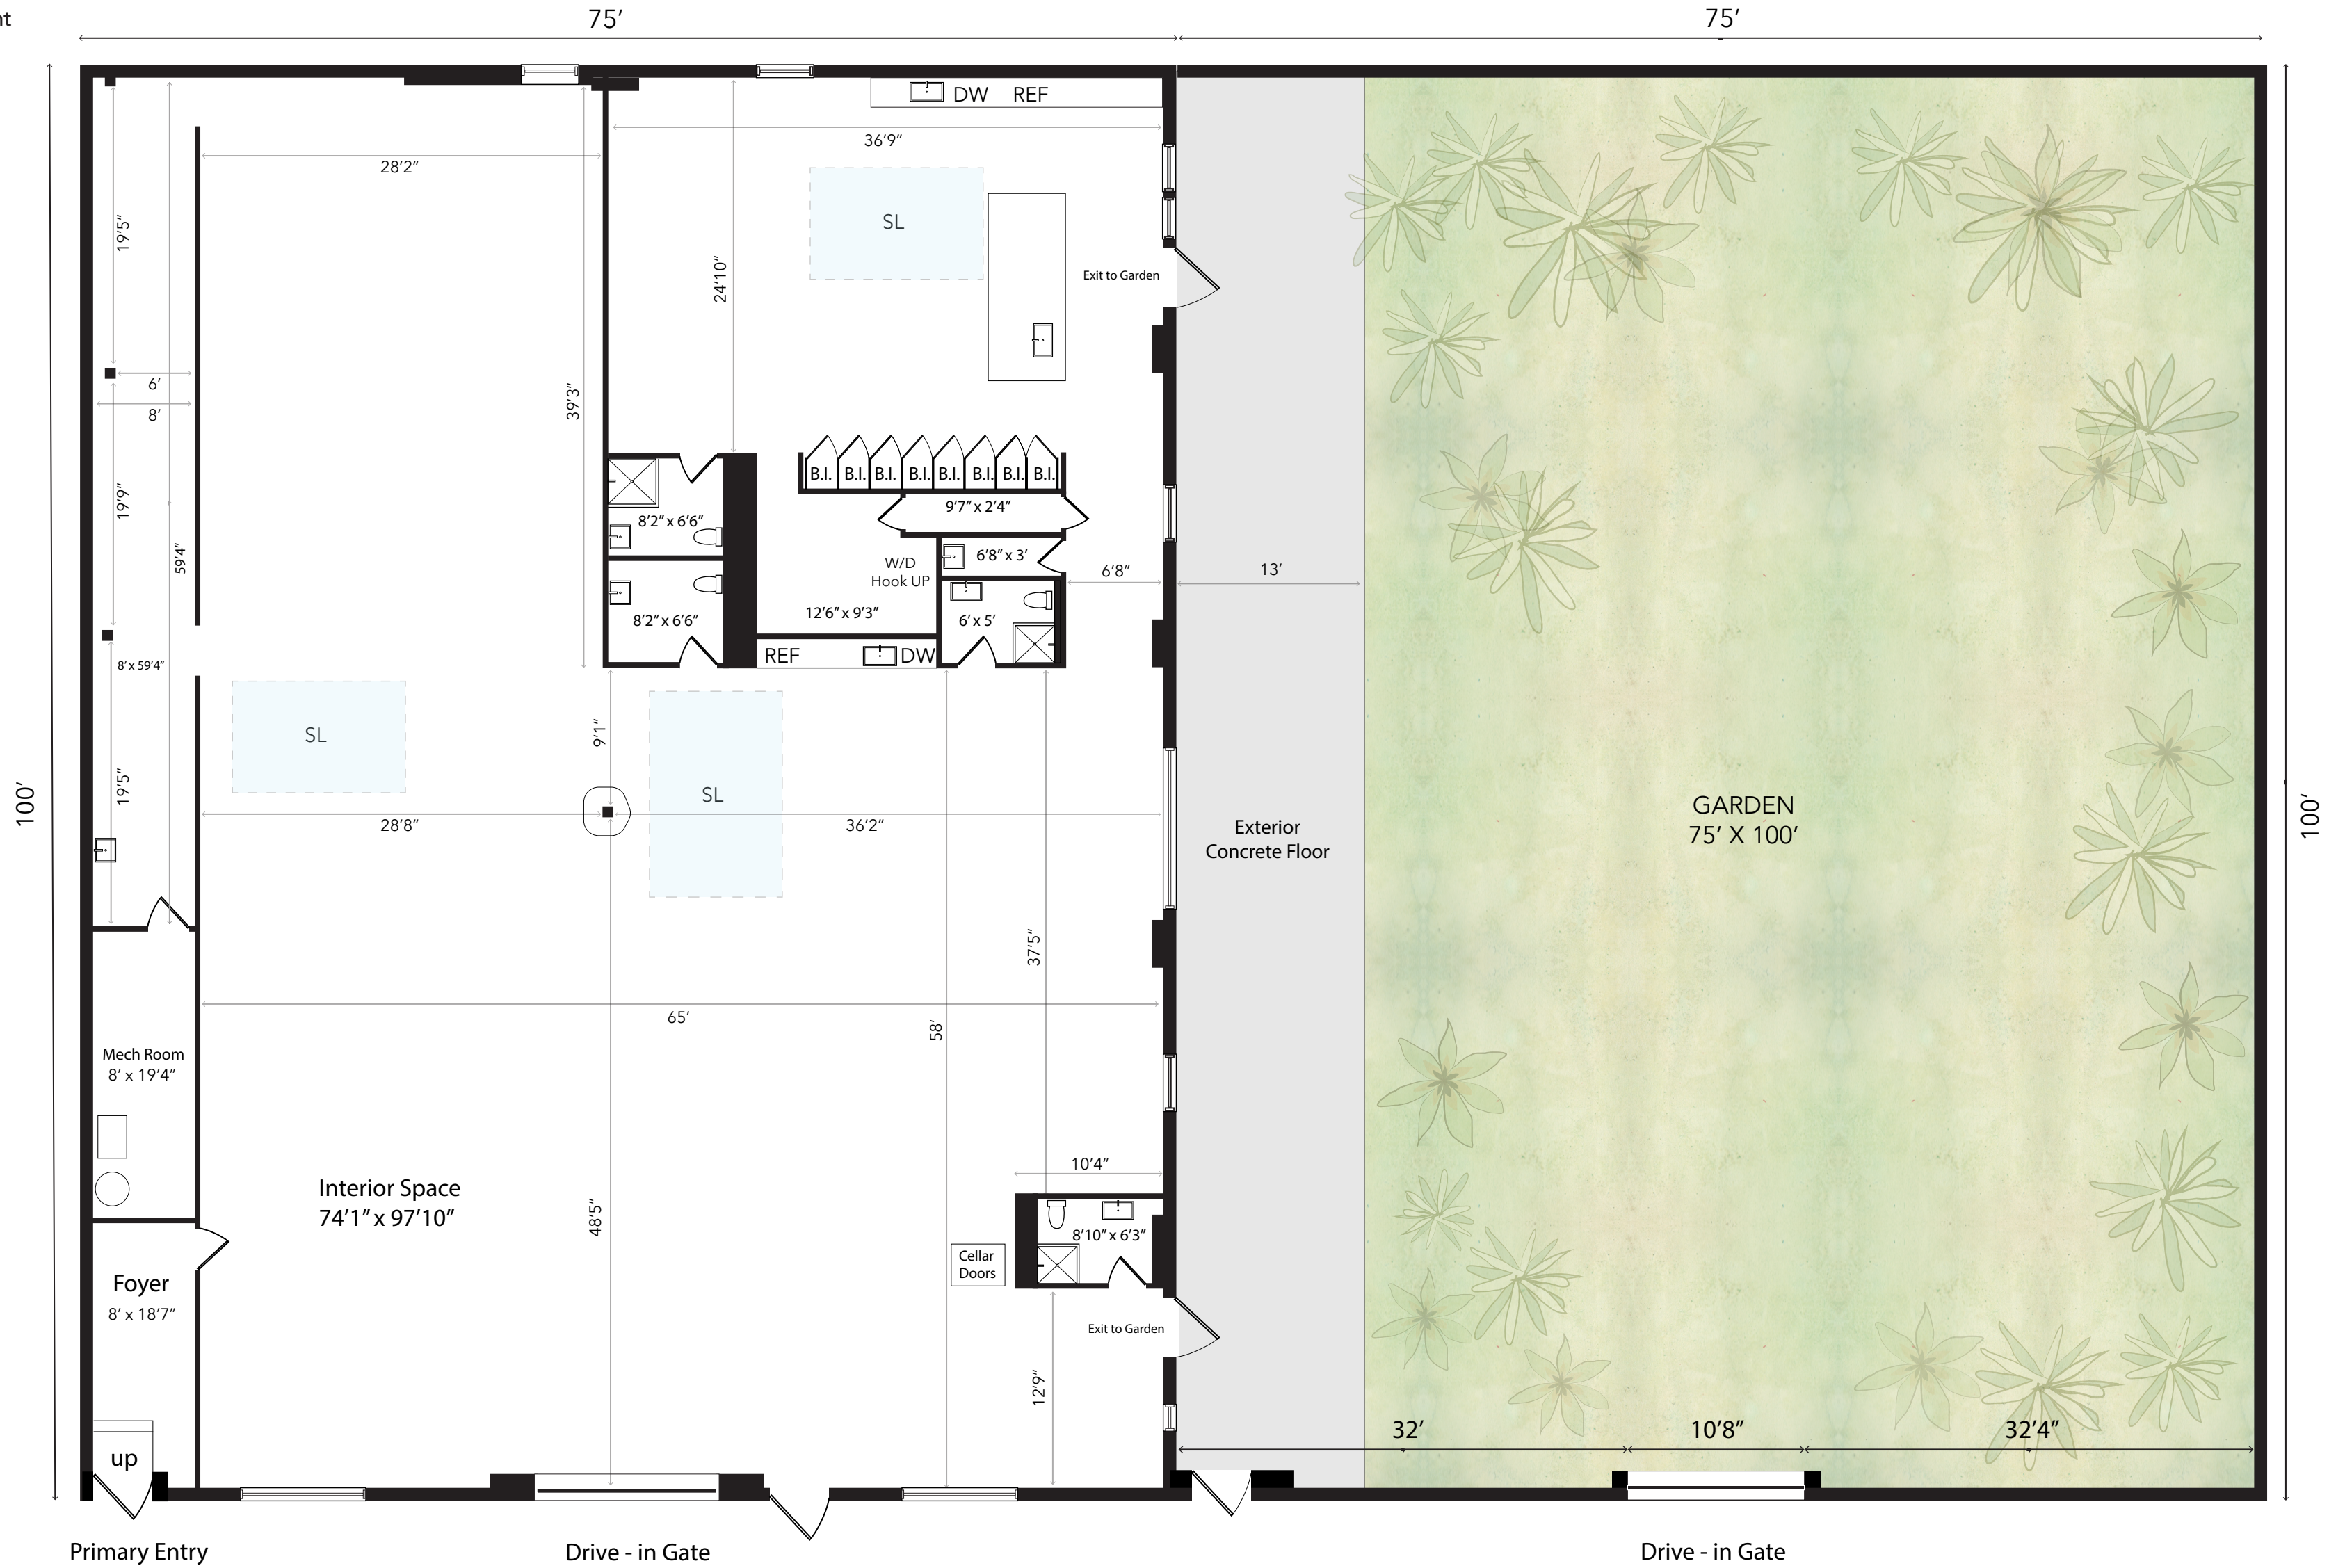 nt
75'
75'
DW REF
36'9"
28'2"
19'5"
SL
24'10"
Exit to Garden
6'
8'
39'3"
B.I. B.I. B.I. B.I. B.I. B.I. B.I. B.I.
19'9"
59'4"
9'7" x 2'4"
8'2" x 6'6"
6'8" x 3'
W/D
Hook UP
6'8"
13'
12'6" x 9'3"
8'2" x 6'6"
6' x 5'
REF
DW
8' x 59'4"
SL
9'1"
19'5"
SL
100'
28'8"
36'2"
Exterior
Concrete Floor
GARDEN
75' X 100'
100'
37'5"
65'
58'
Mech Room
8' x 19'4"
10'4"
Interior Space
74'1" x 97'10"
48'5"
8'10" x 6'3"
Cellar
Doors
Foyer
8' x 18'7"
Exit to Garden
12'9"
32'
10'8"
32'4"
up
Primary Entry
Drive - in Gate
Drive - in Gate